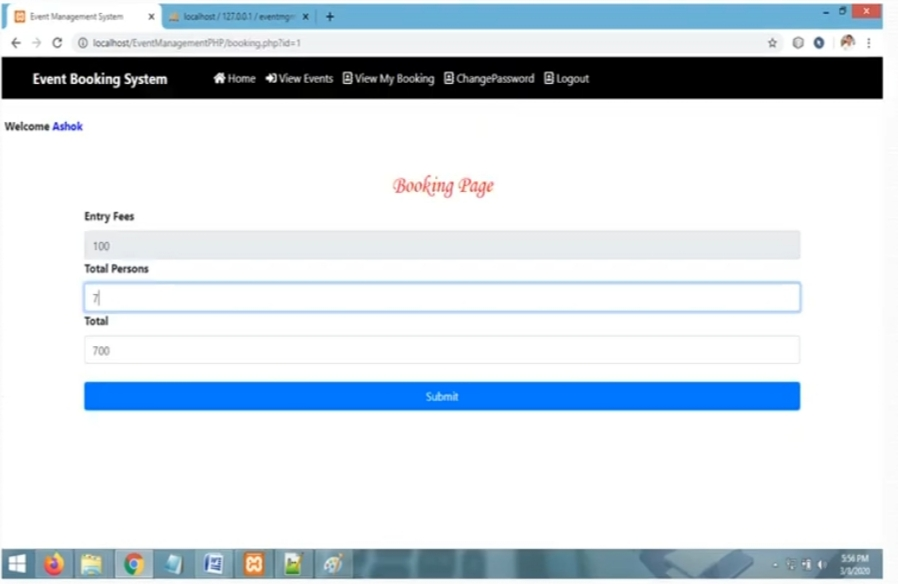 Event Management System
localhost / 127.0.0.1 / eventmgm
localhost/EventManagementPHP/booking.php?id=1
Event Booking System Home View Events View My Booking ChangePassword Logout
Welcome Ashok
Booking Page
Entry Fees
100
Total Persons
7
Total
700
Submit
5:56 PM
3/8/2020